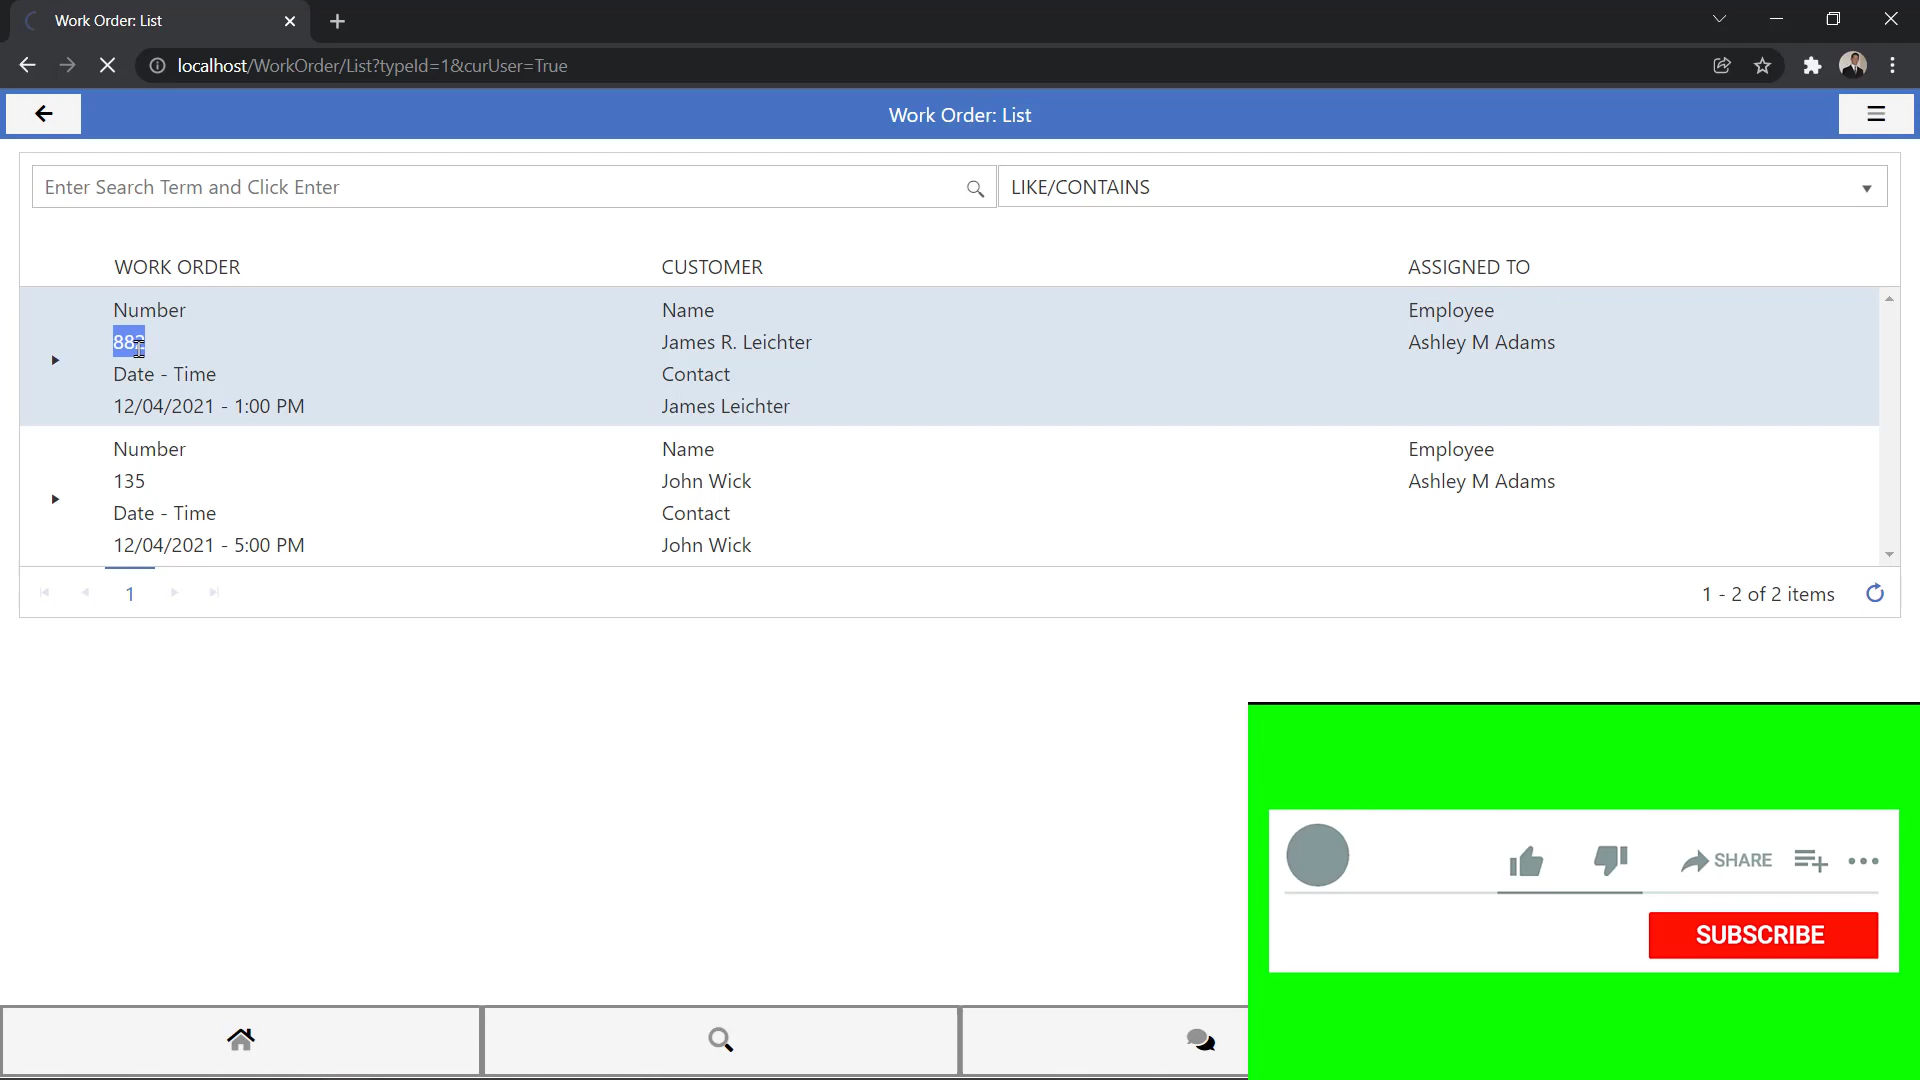 Work Order: List
localhost/WorkOrder/List?typeId=1&curUser=True
Work Order: List
Enter Search Term and Click Enter
LIKE/CONTAINS
WORK ORDER CUSTOMER ASSIGNED TO
Number Name Employee
James R. Leichter Ashley M Adams
Date - Time Contact
12/04/2021 - 1:00 PM James Leichter
Number Name Employee
135 John Wick Ashley M Adams
Date - Time Contact
12/04/2021 - 5:00 PM John Wick
1 1 - 2 of 2 items
SHARE
SUBSCRIBE